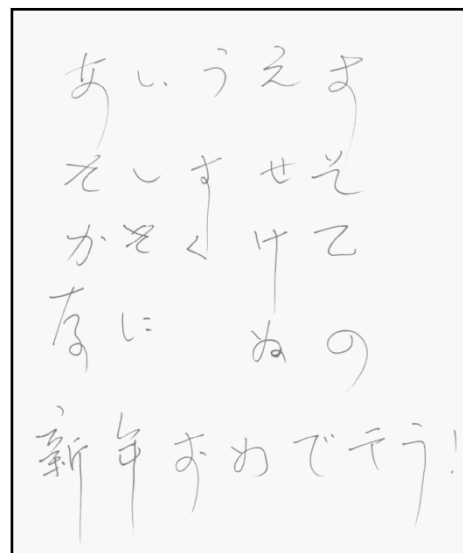 あいうえお
さしすせそ
かきくけこ
な に ぬ の
新年おめでとう!